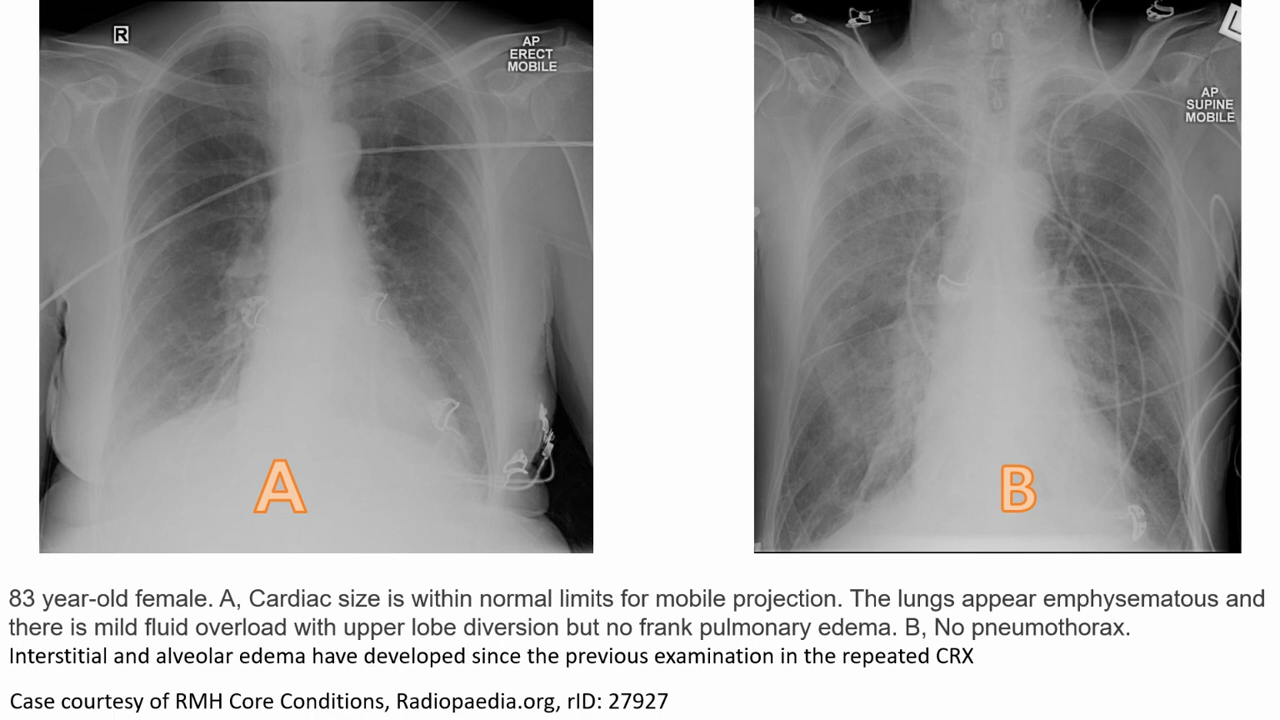 R
AP
ERECT
MOBILE
AP
SUPINE
MOBILE
A
B
83 year-old female. A, Cardiac size is within normal limits for mobile projection. The lungs appear emphysematous and
there is mild fluid overload with upper lobe diversion but no frank pulmonary edema. B, No pneumothorax.
Interstitial and alveolar edema have developed since the previous examination in the repeated CRX
Case courtesy of RMH Core Conditions, Radiopaedia.org, rID: 27927